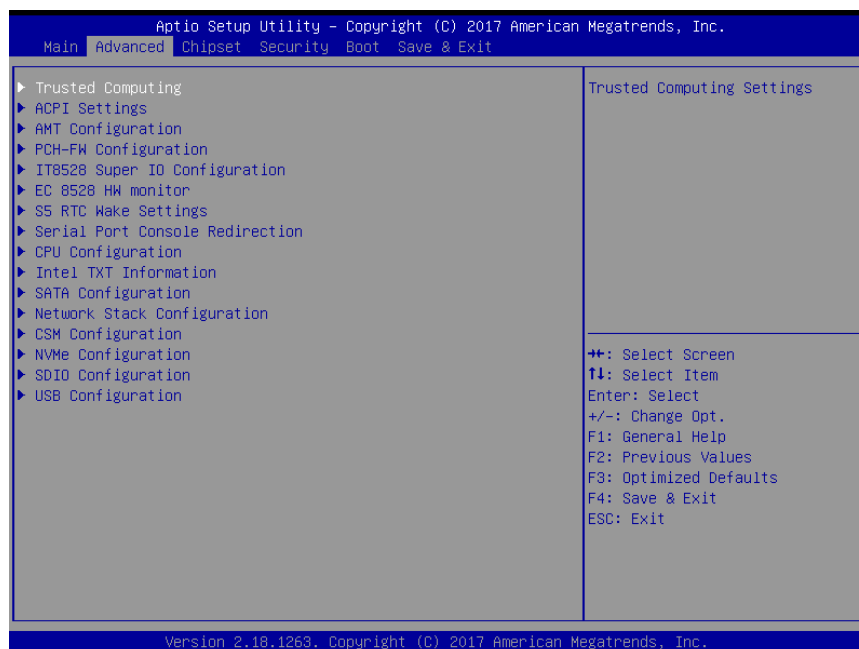 Aptio Setup Utility – Copyright (C) 2017 American Megatrends, Inc.
Main Advanced Chipset Security Boot Save & Exit
Trusted Computing
ACPI Settings
AMT Configuration
PCH-FW Configuration
IT8528 Super IO Configuration
EC 8528 HW monitor
S5 RTC Wake Settings
Serial Port Console Redirection
CPU Configuration
Intel TXT Information
SATA Configuration
Network Stack Configuration
CSM Configuration
NVMe Configuration
SDIO Configuration
USB Configuration
Trusted Computing Settings
→←: Select Screen
↑↓: Select Item
Enter: Select
+/-: Change Opt.
F1: General Help
F2: Previous Values
F3: Optimized Defaults
F4: Save & Exit
ESC: Exit
Version 2.18.1263. Copyright (C) 2017 American Megatrends, Inc.